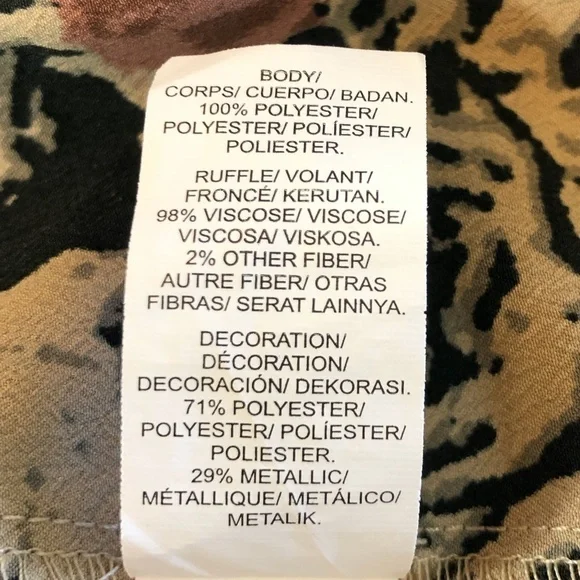 BODY/
CORPS/ CUERPO/ BADAN.
100% POLYESTER/
POLYESTER/ POLÍESTER/
POLIESTER.
RUFFLE/ VOLANT/
FRONCÉ/ KERUTAN.
98% VISCOSE/ VISCOSE/
VISCOSA/ VISKOSA.
2% OTHER FIBER/
AUTRE FIBER/ OTRAS
FIBRAS/ SERAT LAINNYA.
DECORATION/
DÉCORATION/
DECORACIÓN/ DEKORASI.
71% POLYESTER/
POLYESTER/ POLÍESTER/
POLIESTER.
29% METALLIC/
MÉTALLIQUE/ METÁLICO/
METALIK.